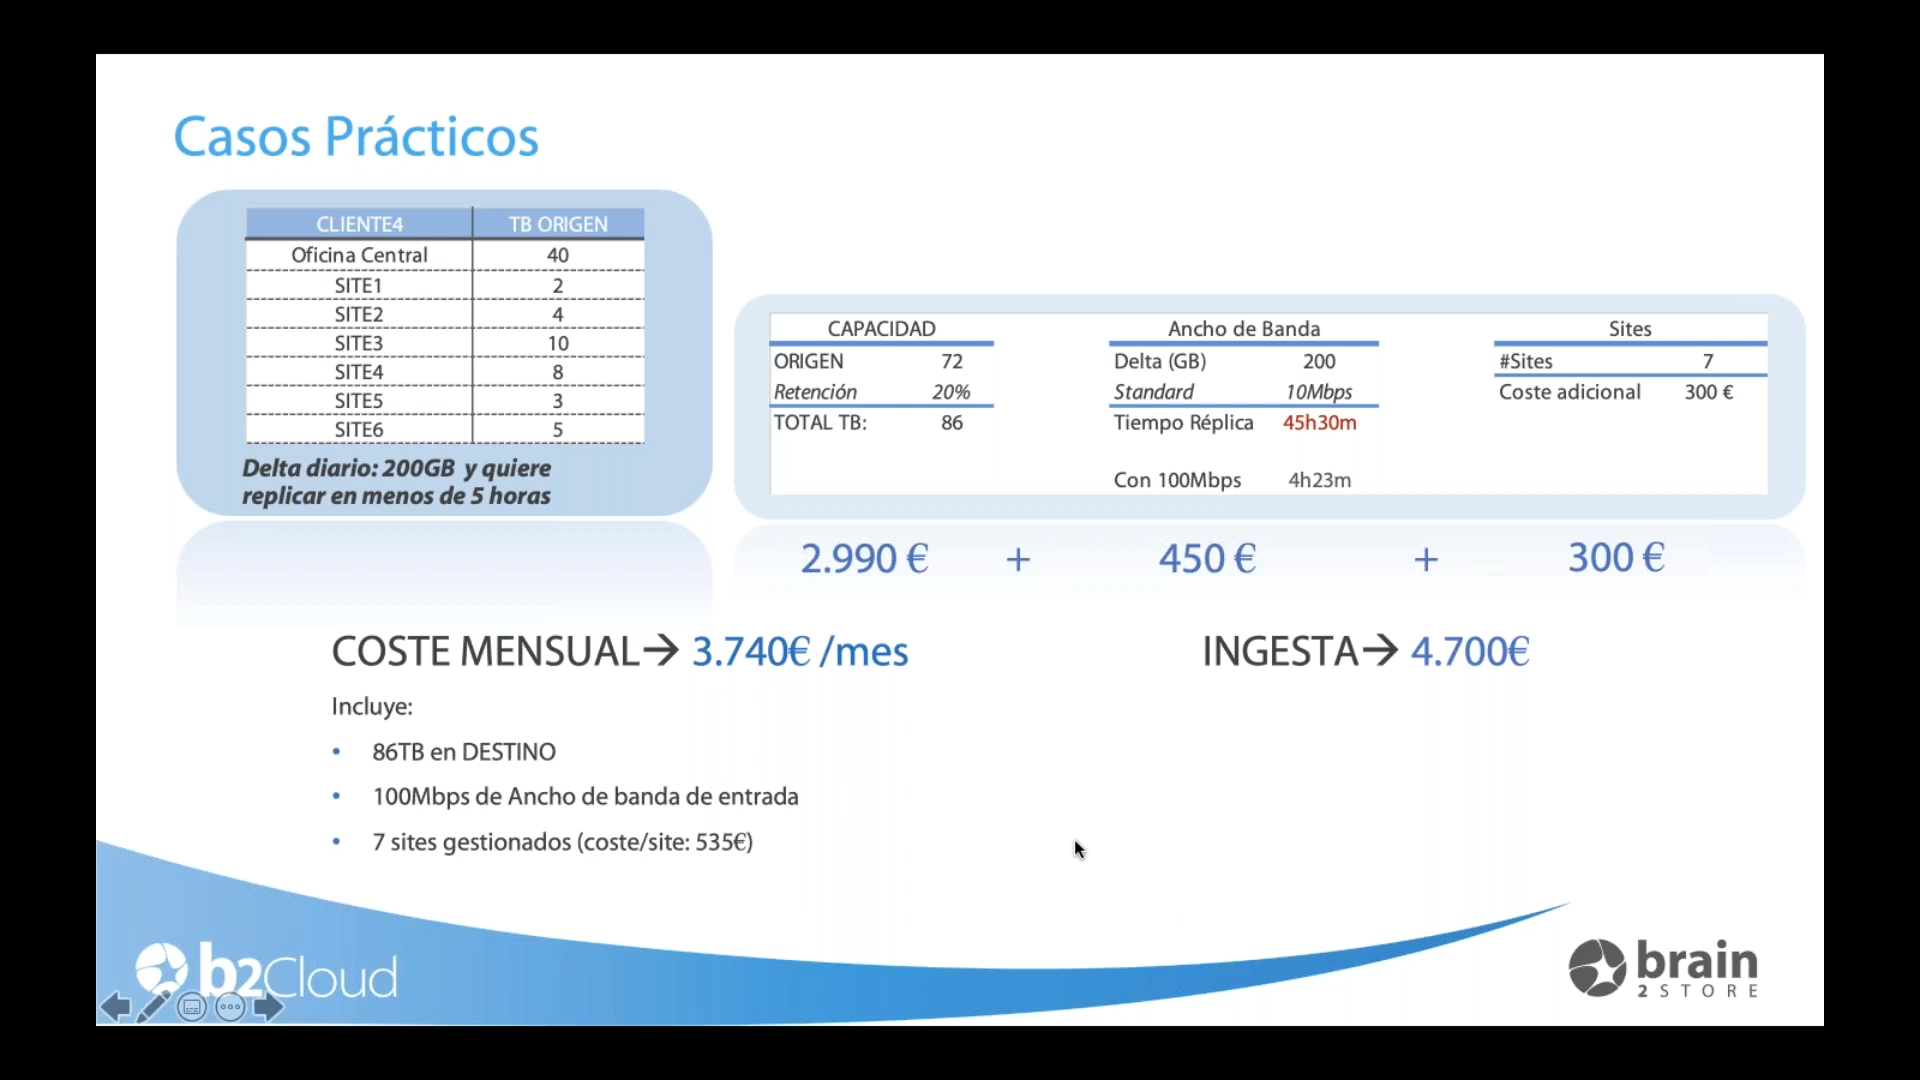 Casos Prácticos
CLIENTE4 TB ORIGEN
Oficina Central 40
SITE1 2
SITE2 4
SITE3 10
SITE4 8
SITE5 3
SITE6 5
Delta diario: 200GB y quiere
replicar en menos de 5 horas
CAPACIDAD Ancho de Banda Sites
ORIGEN 72 Delta (GB) 200 #Sites 7
Retención 20% Standard 10Mbps Coste adicional 300 €
TOTAL TB: 86 Tiempo Réplica 45h30m
Con 100Mbps 4h23m
2.990 € + 450 € + 300 €
COSTE MENSUAL→ 3.740€ /mes INGESTA→ 4.700€
Incluye:
• 86TB en DESTINO
• 100Mbps de Ancho de banda de entrada
• 7 sites gestionados (coste/site: 535€)
b2Cloud
brain
2 STORE